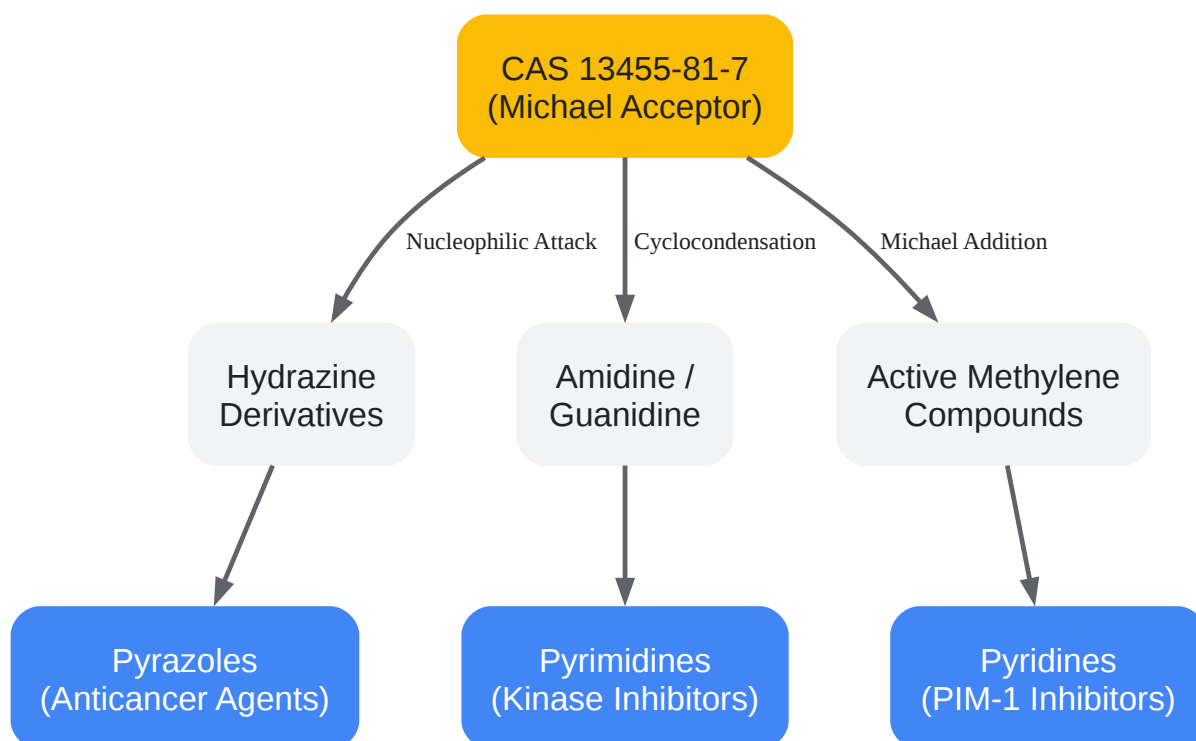 CAS 13455-81-7
(Michael Acceptor)
Nucleophilic Attack
Cyclocondensation
Michael Addition
Hydrazine
Derivatives
Amidine /
Guanidine
Active Methylene
Compounds
Pyrazoles
(Anticancer Agents)
Pyrimidines
(Kinase Inhibitors)
Pyridines
(PIM-1 Inhibitors)